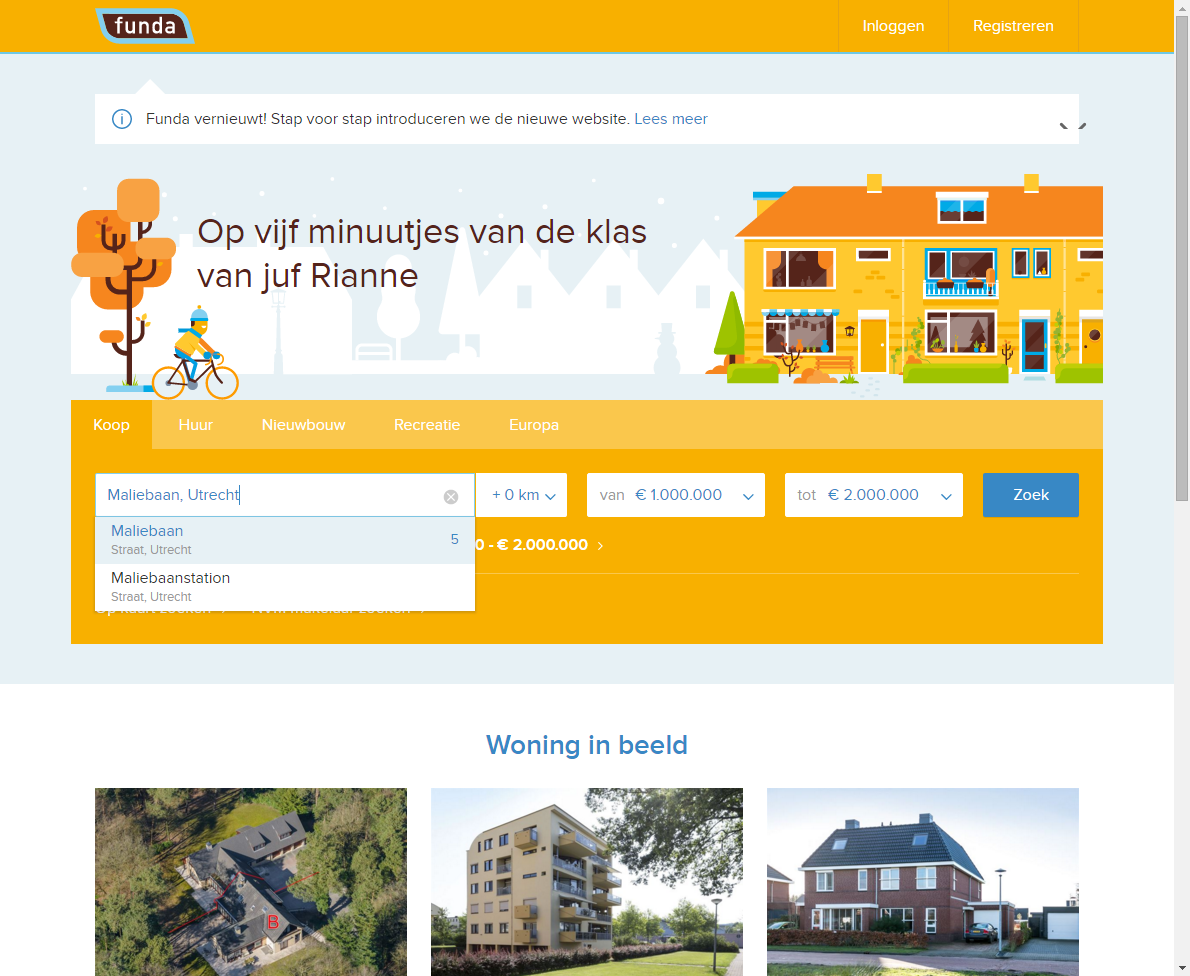 funda
Inloggen
Registreren
Funda vernieuwt! Stap voor stap introduceren we de nieuwe website. Lees meer
Op vijf minuutjes van de klas
van juf Rianne
Koop
Huur
Nieuwbouw
Recreatie
Europa
Maliebaan, Utrecht
+ 0 km
van € 1.000.000
tot € 2.000.000
Zoek
Maliebaan
Straat, Utrecht
5
0 - € 2.000.000
Maliebaanstation
Straat, Utrecht
Woning in beeld
B